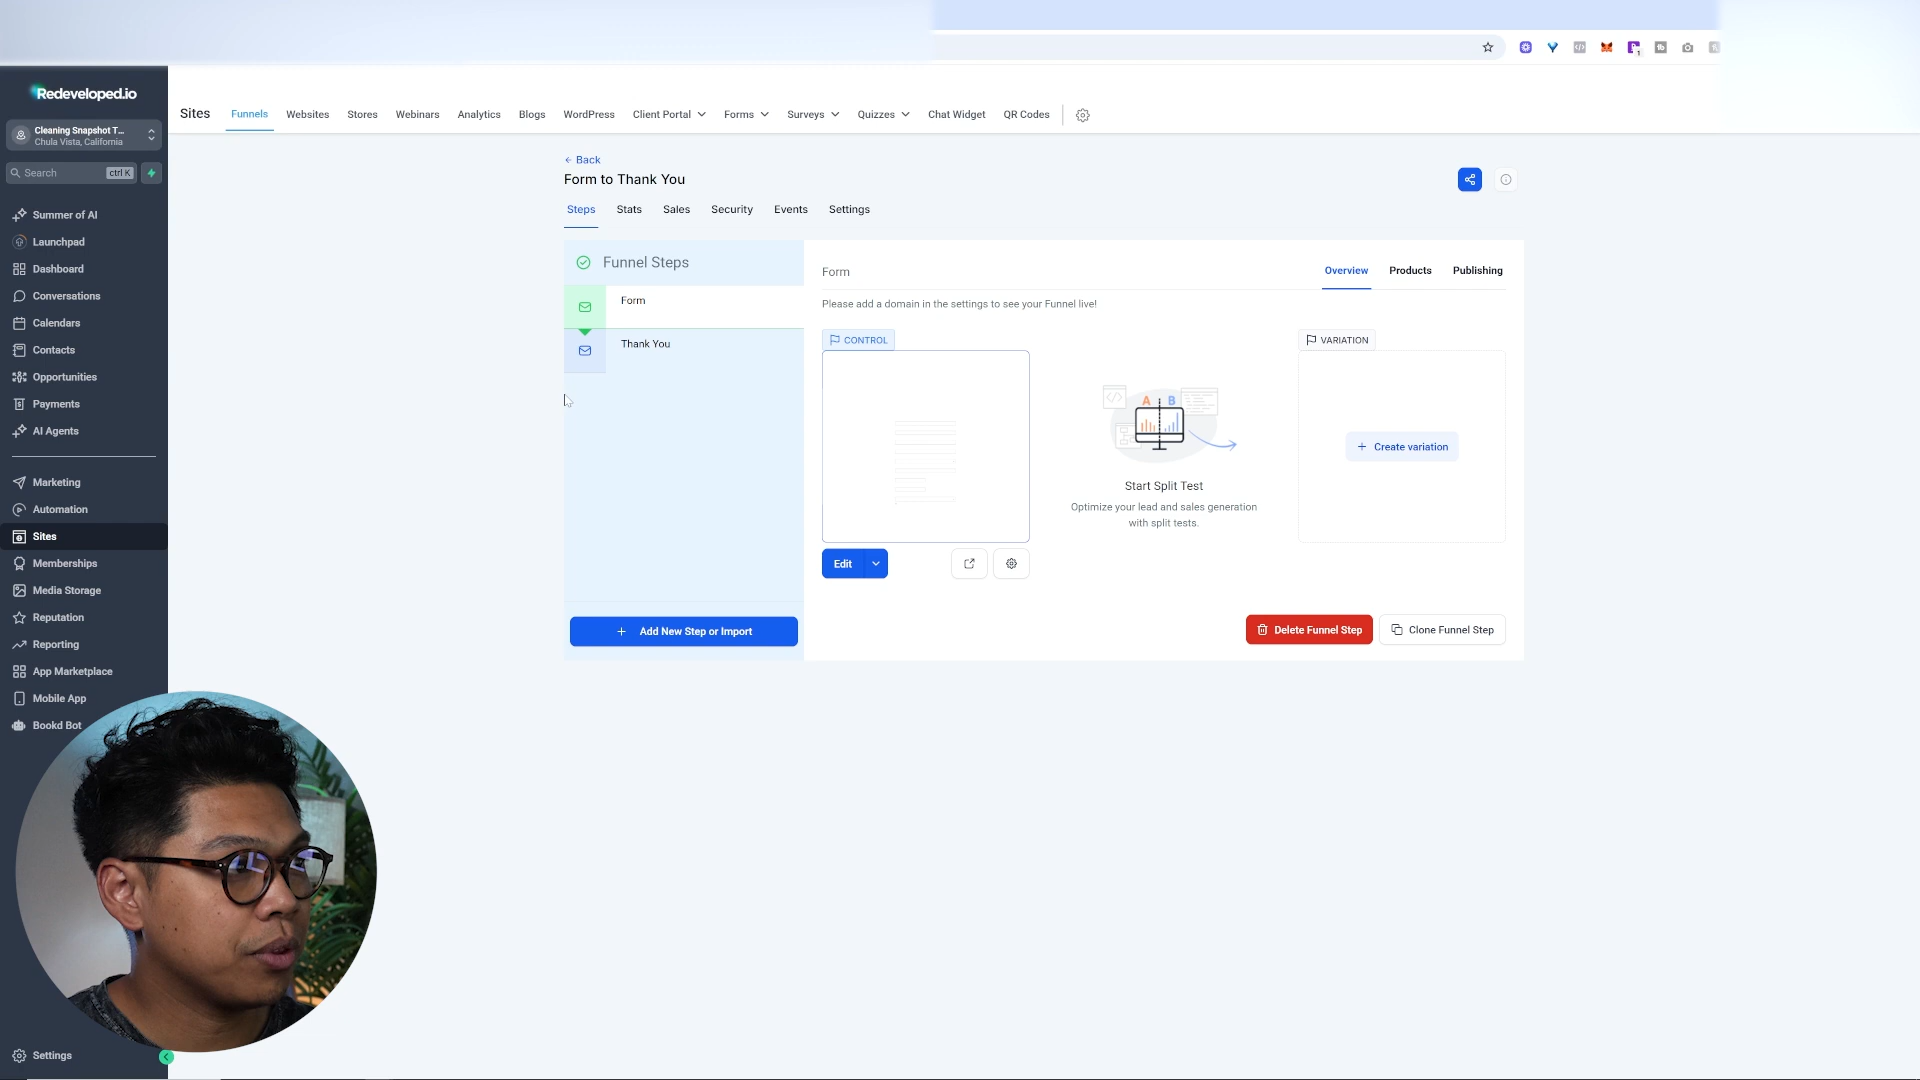 Redeveloped.io
Cleaning Snapshot T...
Chula Vista, California
Search
ctrl K
Summer of AI
Launchpad
Dashboard
Conversations
Calendars
Contacts
Opportunities
Payments
AI Agents
Marketing
Automation
Sites
Memberships
Media Storage
Reputation
Reporting
App Marketplace
Mobile App
Bookd Bot
Settings
Sites
Funnels
Websites
Stores
Webinars
Analytics
Blogs
WordPress
Client Portal
Forms
Surveys
Quizzes
Chat Widget
QR Codes
Back
Form to Thank You
Steps
Stats
Sales
Security
Events
Settings
Funnel Steps
Form
Thank You
+ Add New Step or Import
Form
Overview
Products
Publishing
Please add a domain in the settings to see your Funnel live!
CONTROL
Edit
A B
Start Split Test
Optimize your lead and sales generation
with split tests.
VARIATION
+ Create variation
Delete Funnel Step
Clone Funnel Step